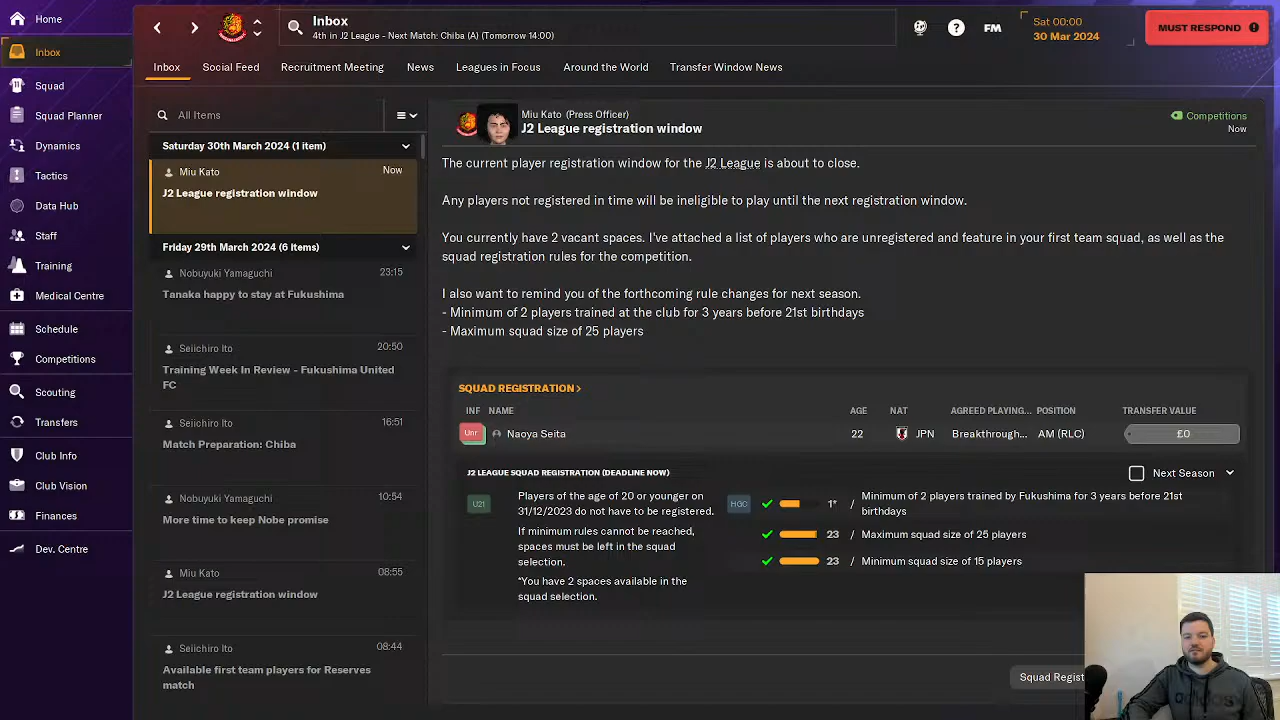 Home
Inbox
Squad
Squad Planner
Dynamics
Tactics
Data Hub
Staff
Training
Medical Centre
Schedule
Competitions
Scouting
Transfers
Club Info
Club Vision
Finances
Dev. Centre
Inbox
4th in J2 League - Next Match: Chiba (A) (Tomorrow 14:00)
?
FM
Sat 00:00
30 Mar 2024
MUST RESPOND
Inbox Social Feed Recruitment Meeting News Leagues in Focus Around the World Transfer Window News
All Items
Saturday 30th March 2024 (1 item)
Miu Kato Now
J2 League registration window
Friday 29th March 2024 (6 items)
Nobuyuki Yamaguchi 23:15
Tanaka happy to stay at Fukushima
Seiichiro Ito 20:50
Training Week In Review - Fukushima United
FC
Seiichiro Ito 16:51
Match Preparation: Chiba
Nobuyuki Yamaguchi 10:54
More time to keep Nobe promise
Miu Kato 08:55
J2 League registration window
Seiichiro Ito 08:44
Available first team players for Reserves
match
Miu Kato (Press Officer)
J2 League registration window
Competitions
Now
The current player registration window for the J2 League is about to close.
Any players not registered in time will be ineligible to play until the next registration window.
You currently have 2 vacant spaces. I've attached a list of players who are unregistered and feature in your first team squad, as well as the
squad registration rules for the competition.
I also want to remind you of the forthcoming rule changes for next season.
- Minimum of 2 players trained at the club for 3 years before 21st birthdays
- Maximum squad size of 25 players
SQUAD REGISTRATION >
INF NAME AGE NAT AGREED PLAYING... POSITION TRANSFER VALUE
Unr Naoya Seita 22 JPN Breakthrough... AM (RLC) £0
J2 LEAGUE SQUAD REGISTRATION (DEADLINE NOW)
Next Season
U21
Players of the age of 20 or younger on
31/12/2023 do not have to be registered.
If minimum rules cannot be reached,
spaces must be left in the squad
selection.
*You have 2 spaces available in the
squad selection.
HGC 1* / Minimum of 2 players trained by Fukushima for 3 years before 21st
birthdays
23 / Maximum squad size of 25 players
23 / Minimum squad size of 15 players
Squad Regist